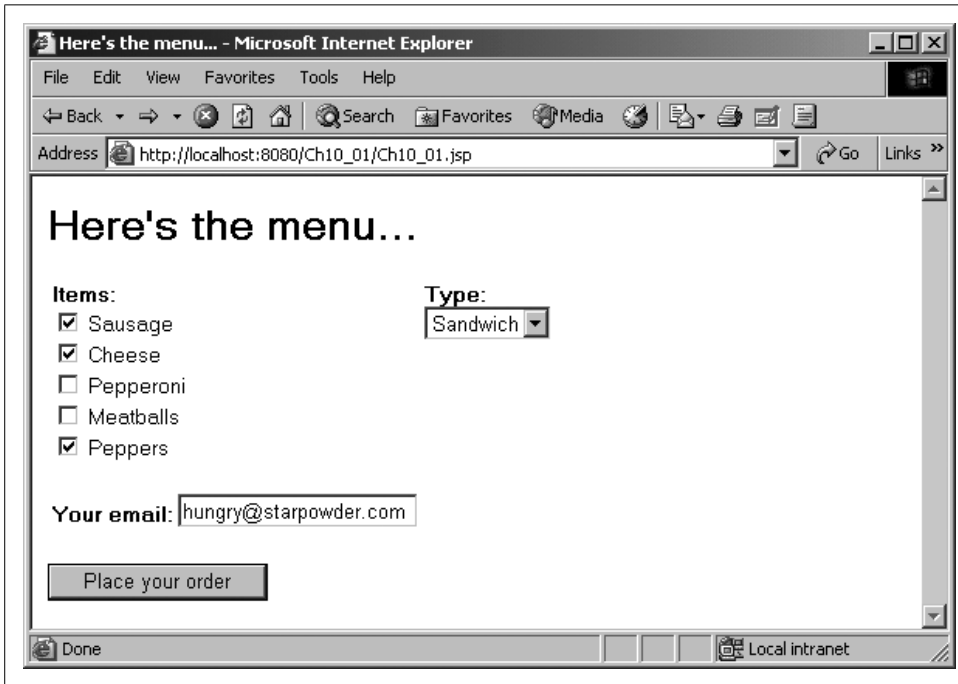 Here's the menu... - Microsoft Internet Explorer
File Edit View Favorites Tools Help
Back Search Favorites Media
Address http://localhost:8080/Ch10_01/Ch10_01.jsp Go Links »
Here's the menu...
Items: Type:
Sausage Sandwich
Cheese
Pepperoni
Meatballs
Peppers
Your email: hungry@starpowder.com
Place your order
Done Local intranet